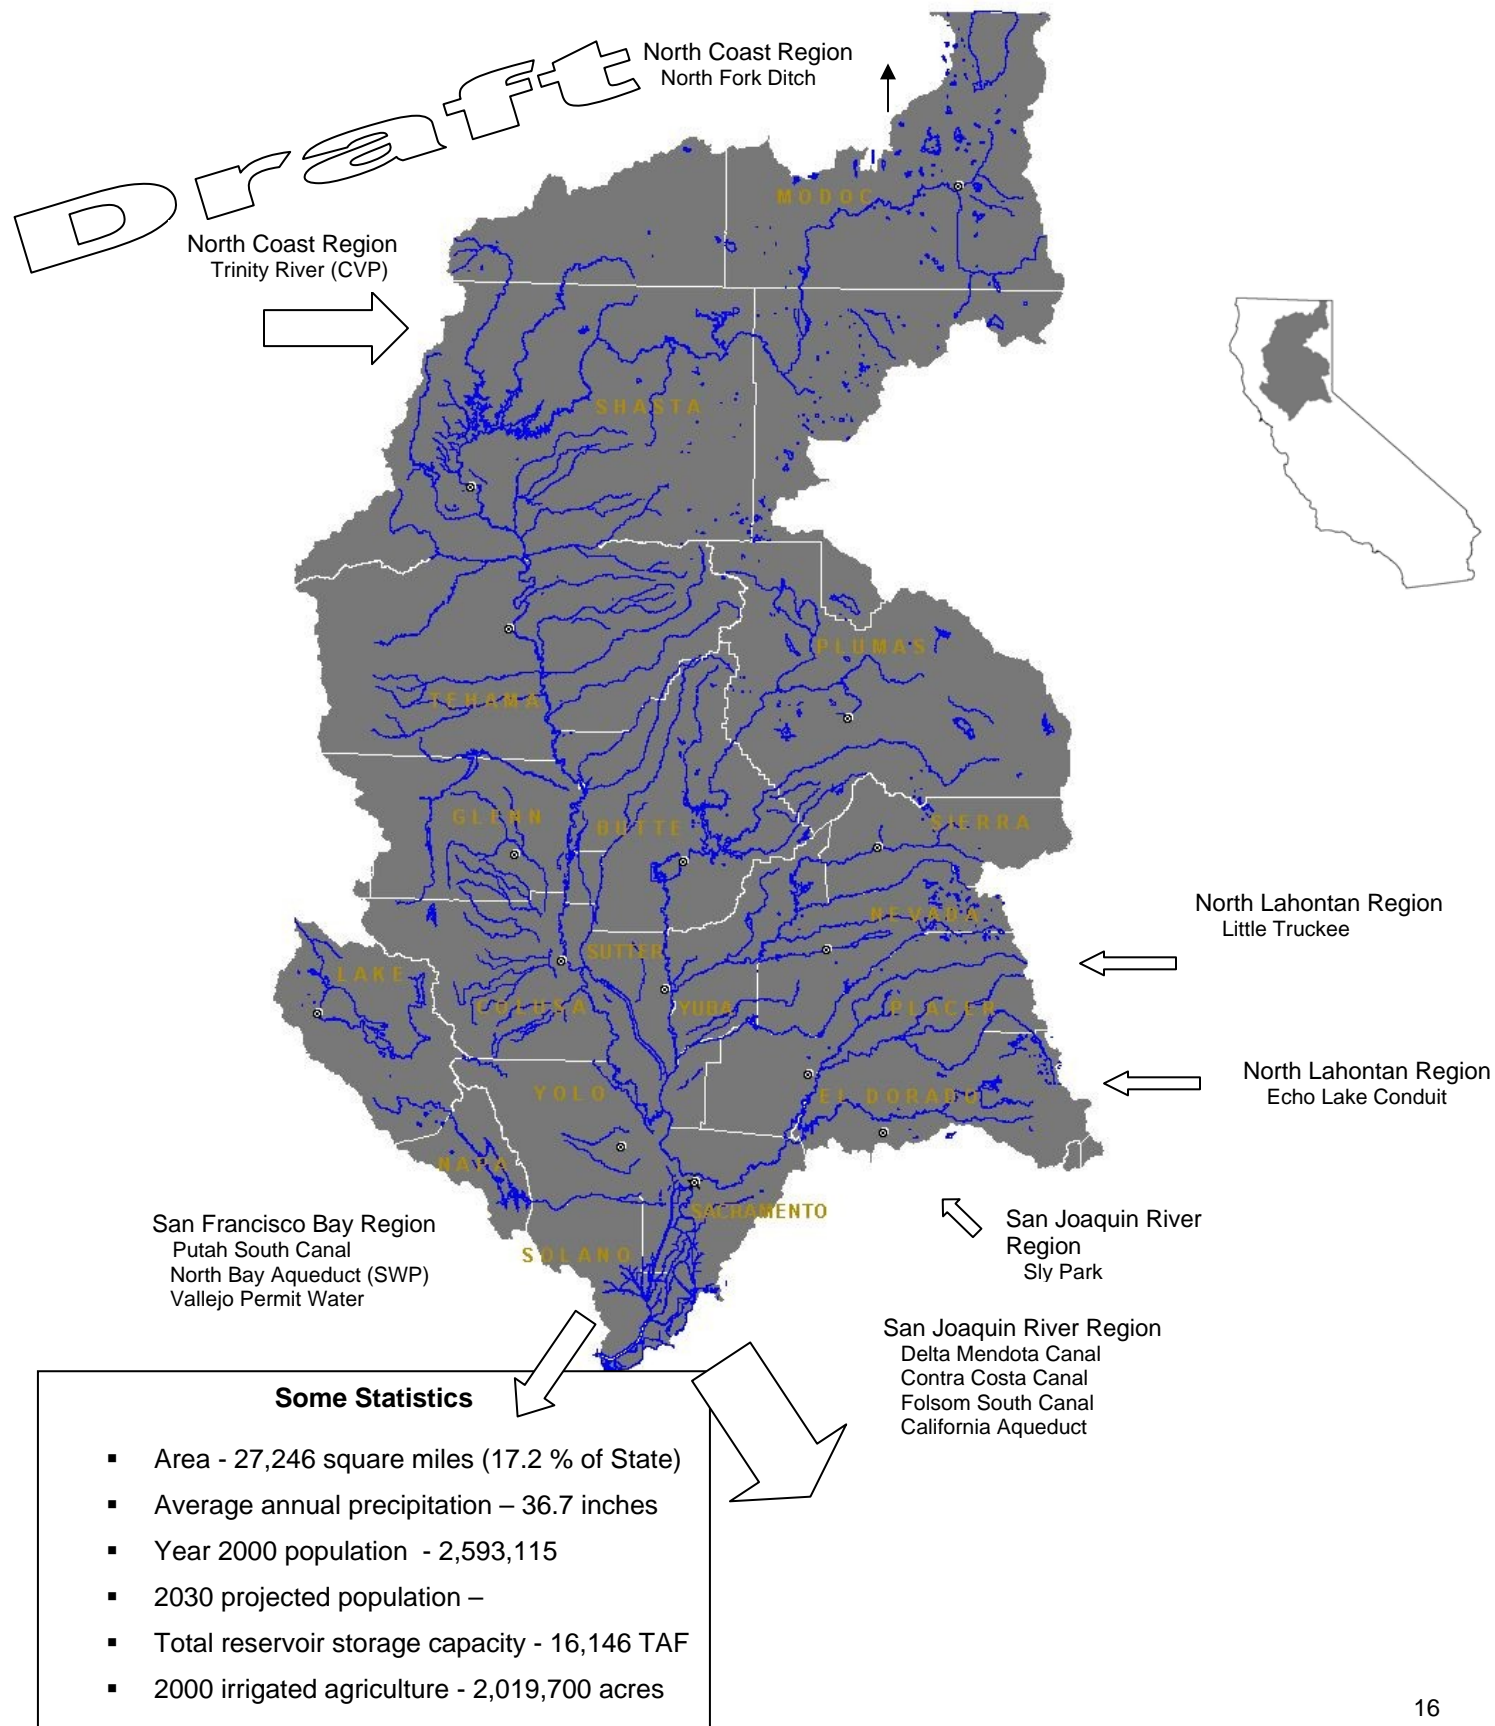 Draft
North Coast Region
North Fork Ditch
North Coast Region
Trinity River (CVP)
MODOC
SHASTA
PLUMAS
TEHAMA
GLENN
BUTTE
SIERRA
NEVADA
North Lahontan Region
Little Truckee
LAKE
SUTTER
COLUSA
YUBA
PLACER
YOLO
EL DORADO
North Lahontan Region
Echo Lake Conduit
NAPA
SACRAMENTO
SOLANO
San Francisco Bay Region
Putah South Canal
North Bay Aqueduct (SWP)
Vallejo Permit Water
San Joaquin River
Region
Sly Park
San Joaquin River Region
Delta Mendota Canal
Contra Costa Canal
Folsom South Canal
California Aqueduct
Some Statistics
▪ Area - 27,246 square miles (17.2 % of State)
▪ Average annual precipitation – 36.7 inches
▪ Year 2000 population - 2,593,115
▪ 2030 projected population –
▪ Total reservoir storage capacity - 16,146 TAF
▪ 2000 irrigated agriculture - 2,019,700 acres
16